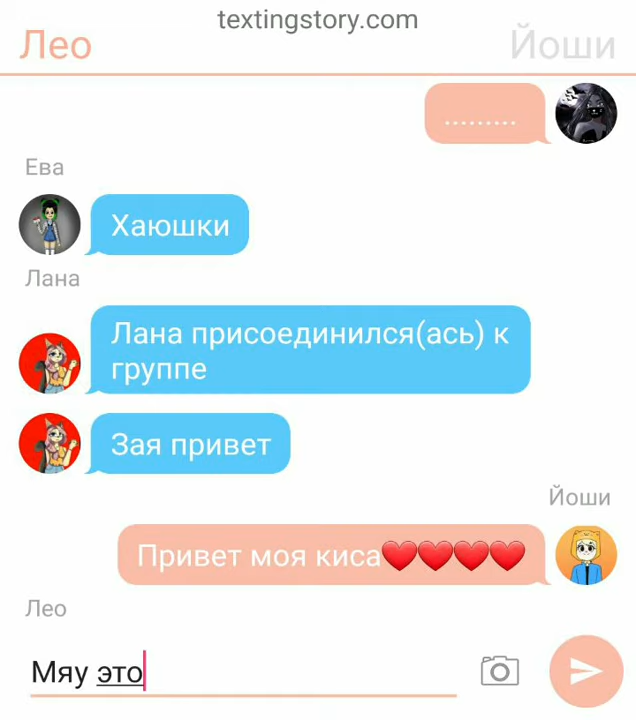 textingstory.com
Лео
Йоши
.........
Ева
Хаюшки
Лана
Лана присоединился(ась) к
группе
Зая привет
Йоши
Привет моя киса❤❤❤❤
Лео
Мяу это